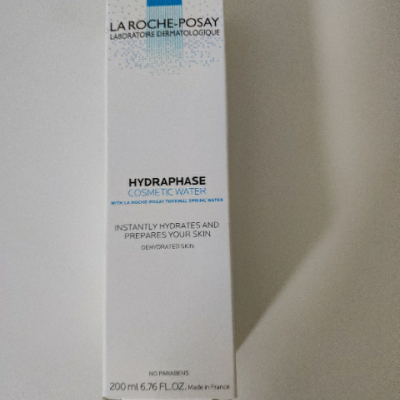 LA ROCHE-POSAY
LABORATOIRE DERMATOLOGIQUE
HYDRAPHASE
COSMETIC WATER
WITH LA ROCHE-POSAY THERMAL SPRING WATER
INSTANTLY HYDRATES AND
PREPARES YOUR SKIN
DEHYDRATED SKIN
NO PARABENS
200 ml 6.76 FL.OZ. Made in France